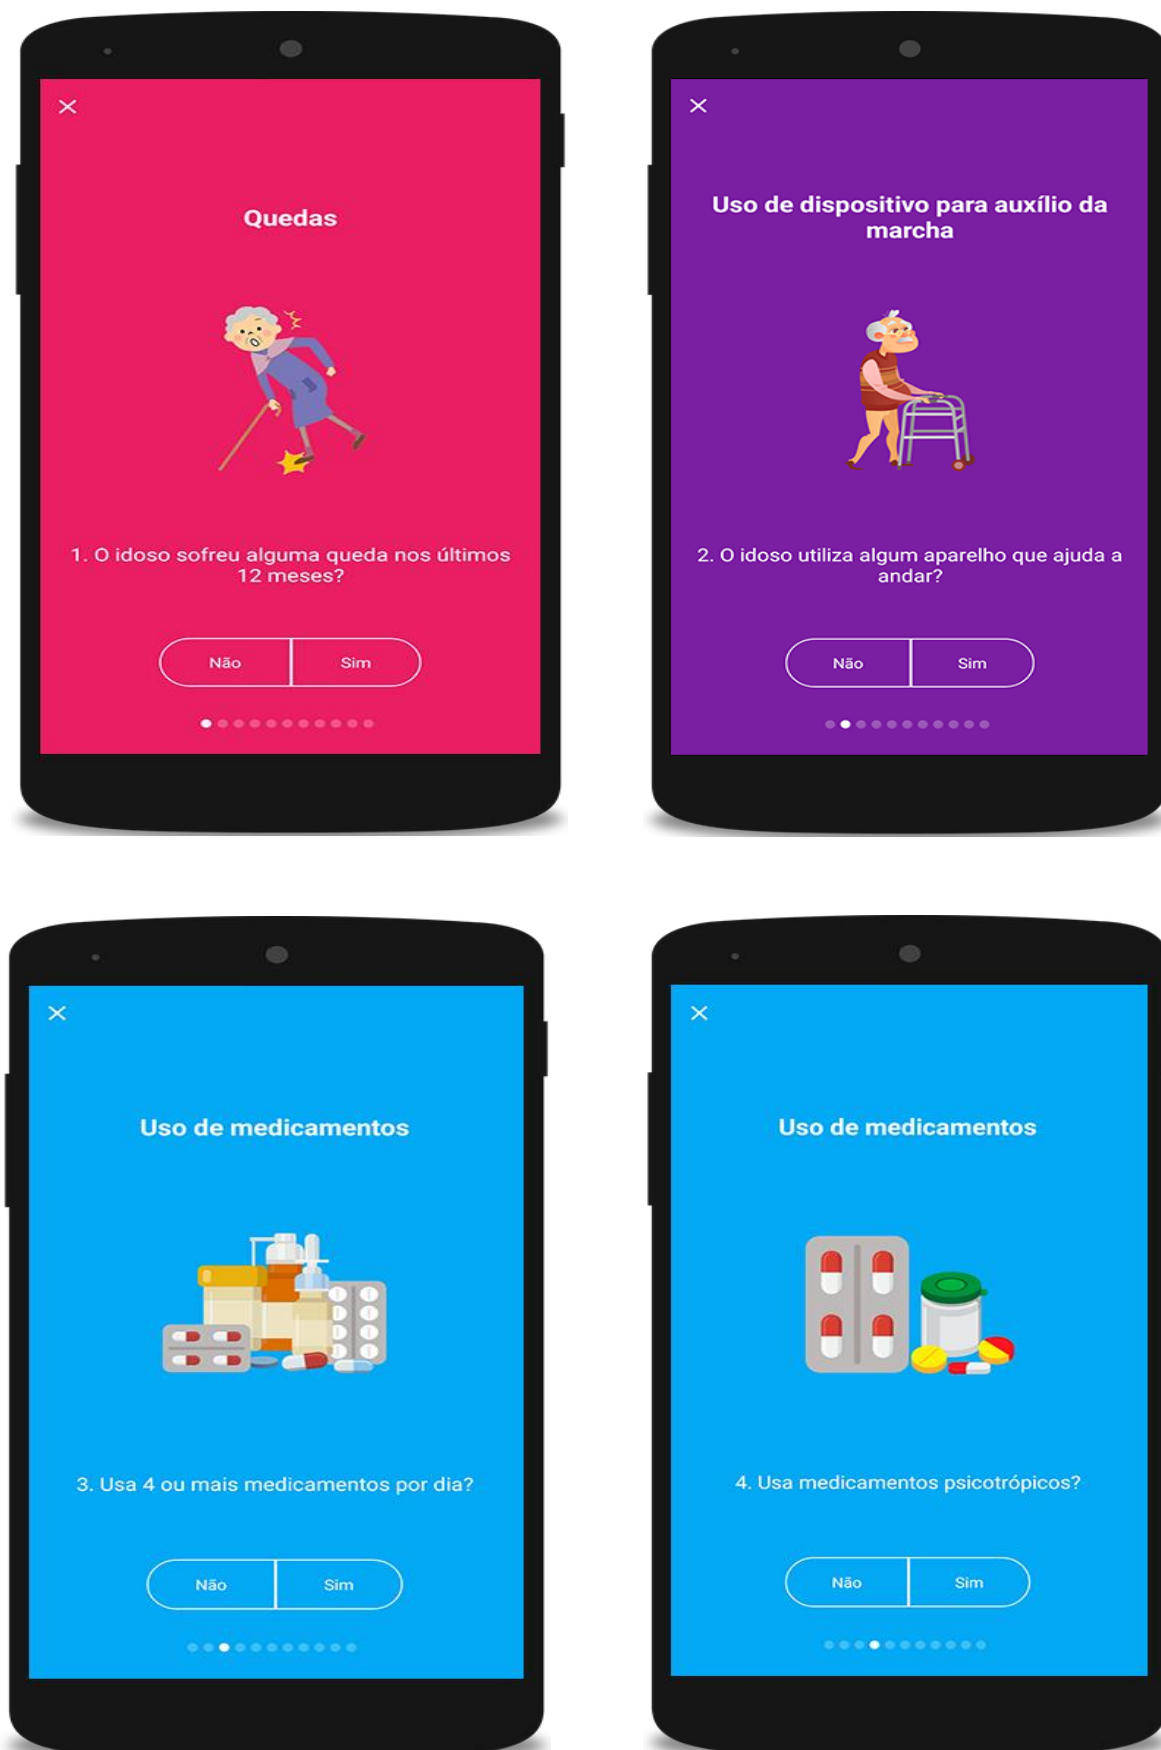 Quedas
1. O idoso sofreu alguma queda nos últimos
12 meses?
Não Sim
Uso de dispositivo para auxílio da
marcha
2. O idoso utiliza algum aparelho que ajuda a
andar?
Não Sim
Uso de medicamentos
3. Usa 4 ou mais medicamentos por dia?
Não Sim
Uso de medicamentos
4. Usa medicamentos psicotrópicos?
Não Sim